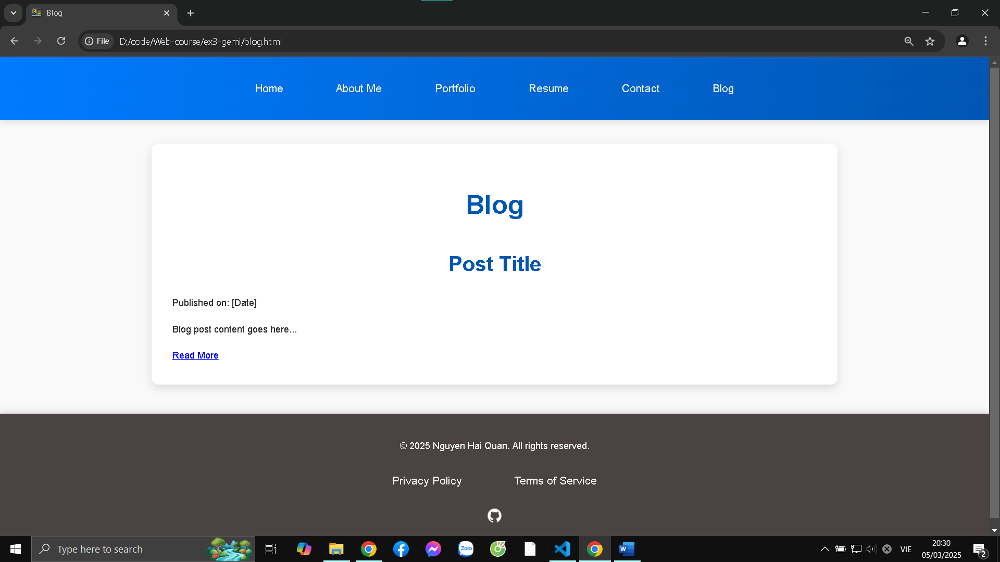 Blog
File
D:/code/Web-course/ex3-gemi/blog.html
Home About Me Portfolio Resume Contact Blog
Blog
Post Title
Published on: [Date]
Blog post content goes here...
Read More
© 2025 Nguyen Hai Quan. All rights reserved.
Privacy Policy Terms of Service
Type here to search
Zalo
W
VIE
20:30
05/03/2025
2